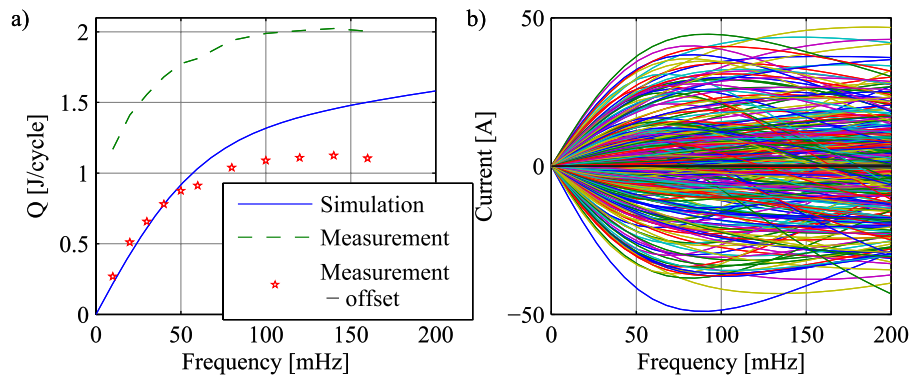 a)
Q [J/cycle]
2
1.5
1
0.5
0
0 50 100 150 200
Frequency [mHz]
Simulation
Measurement
Measurement
− offset
b)
Current [A]
50
0
−50
0 50 100 150 200
Frequency [mHz]